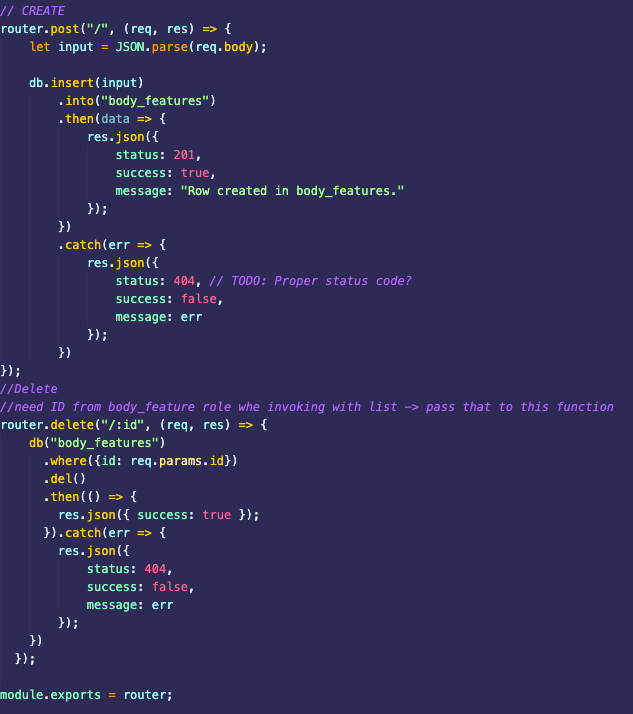 // CREATE
router.post("/", (req, res) => {
    let input = JSON.parse(req.body);

    db.insert(input)
        .into("body_features")
        .then(data => {
            res.json({
                status: 201,
                success: true,
                message: "Row created in body_features."
            });
        })
        .catch(err => {
            res.json({
                status: 404, // TODO: Proper status code?
                success: false,
                message: err
            });
        })
});
//Delete
//need ID from body_feature role whe invoking with list -> pass that to this function
router.delete("/:id", (req, res) => {
    db("body_features")
      .where({id: req.params.id})
      .del()
      .then(() => {
        res.json({ success: true });
      }).catch(err => {
        res.json({
            status: 404,
            success: false,
            message: err
        });
    })
  });

module.exports = router;